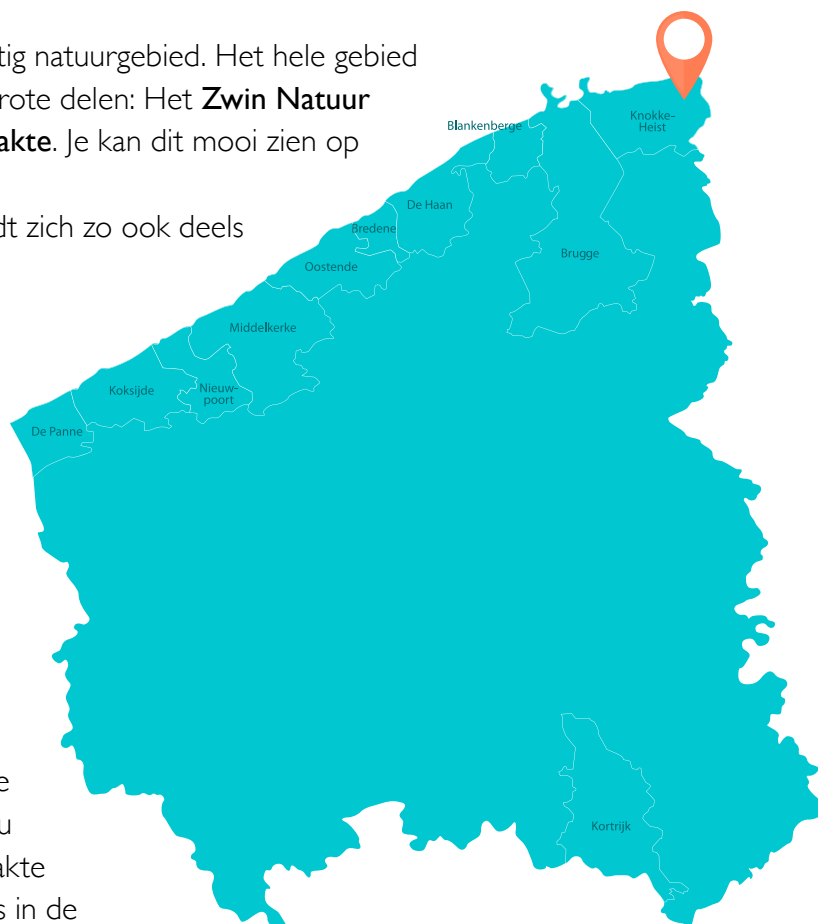 tig natuurgebied. Het hele gebied
rote delen: Het Zwin Natuur
akte. Je kan dit mooi zien op
dt zich zo ook deels
Knokke-
Heist
Blankenberge
De Haan
Bredene
Brugge
Oostende
Middelkerke
Koksijde
Nieuw-
poort
De Panne
Kortrijk
e
u
akte
s in de